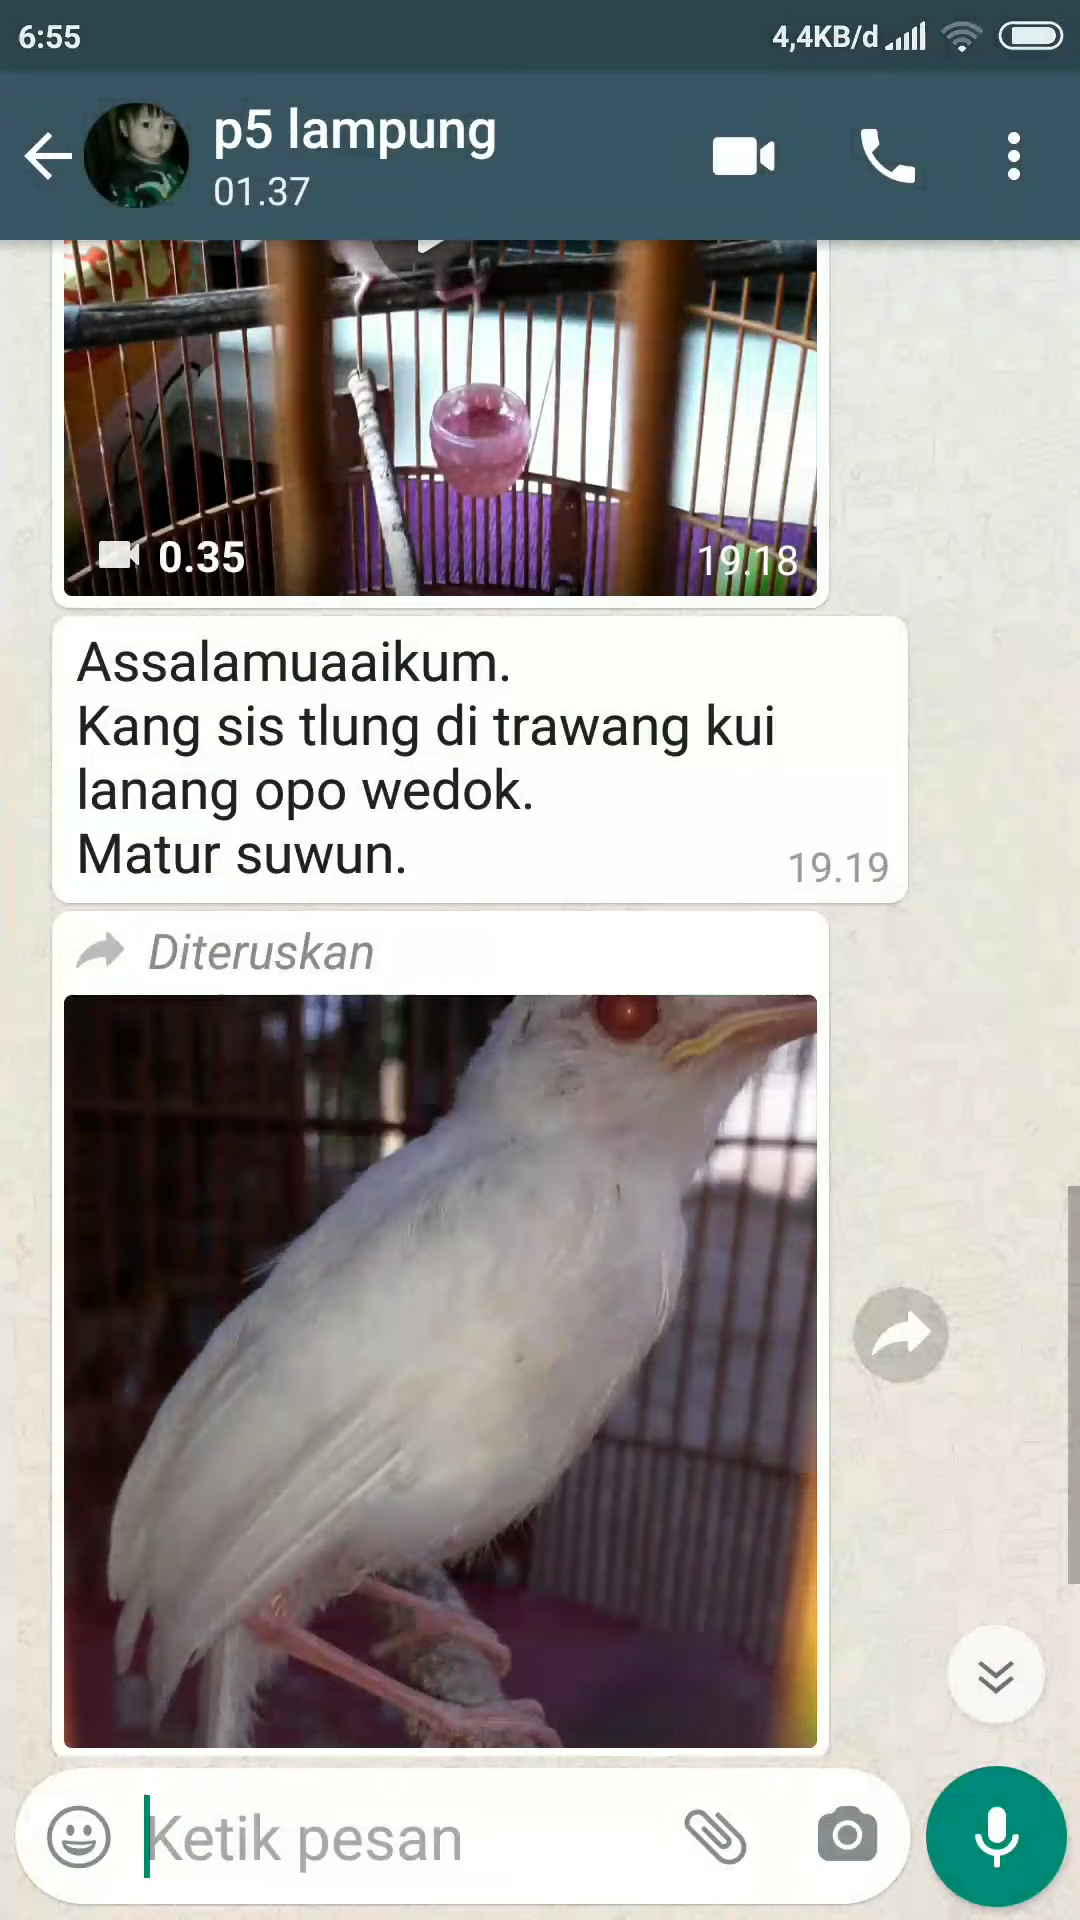 6:55
4,4KB/d
p5 lampung
01.37
0.35
19.18
Assalamuaaikum.
Kang sis tlung di trawang kui
lanang opo wedok.
Matur suwun.
19.19
Diteruskan
Ketik pesan